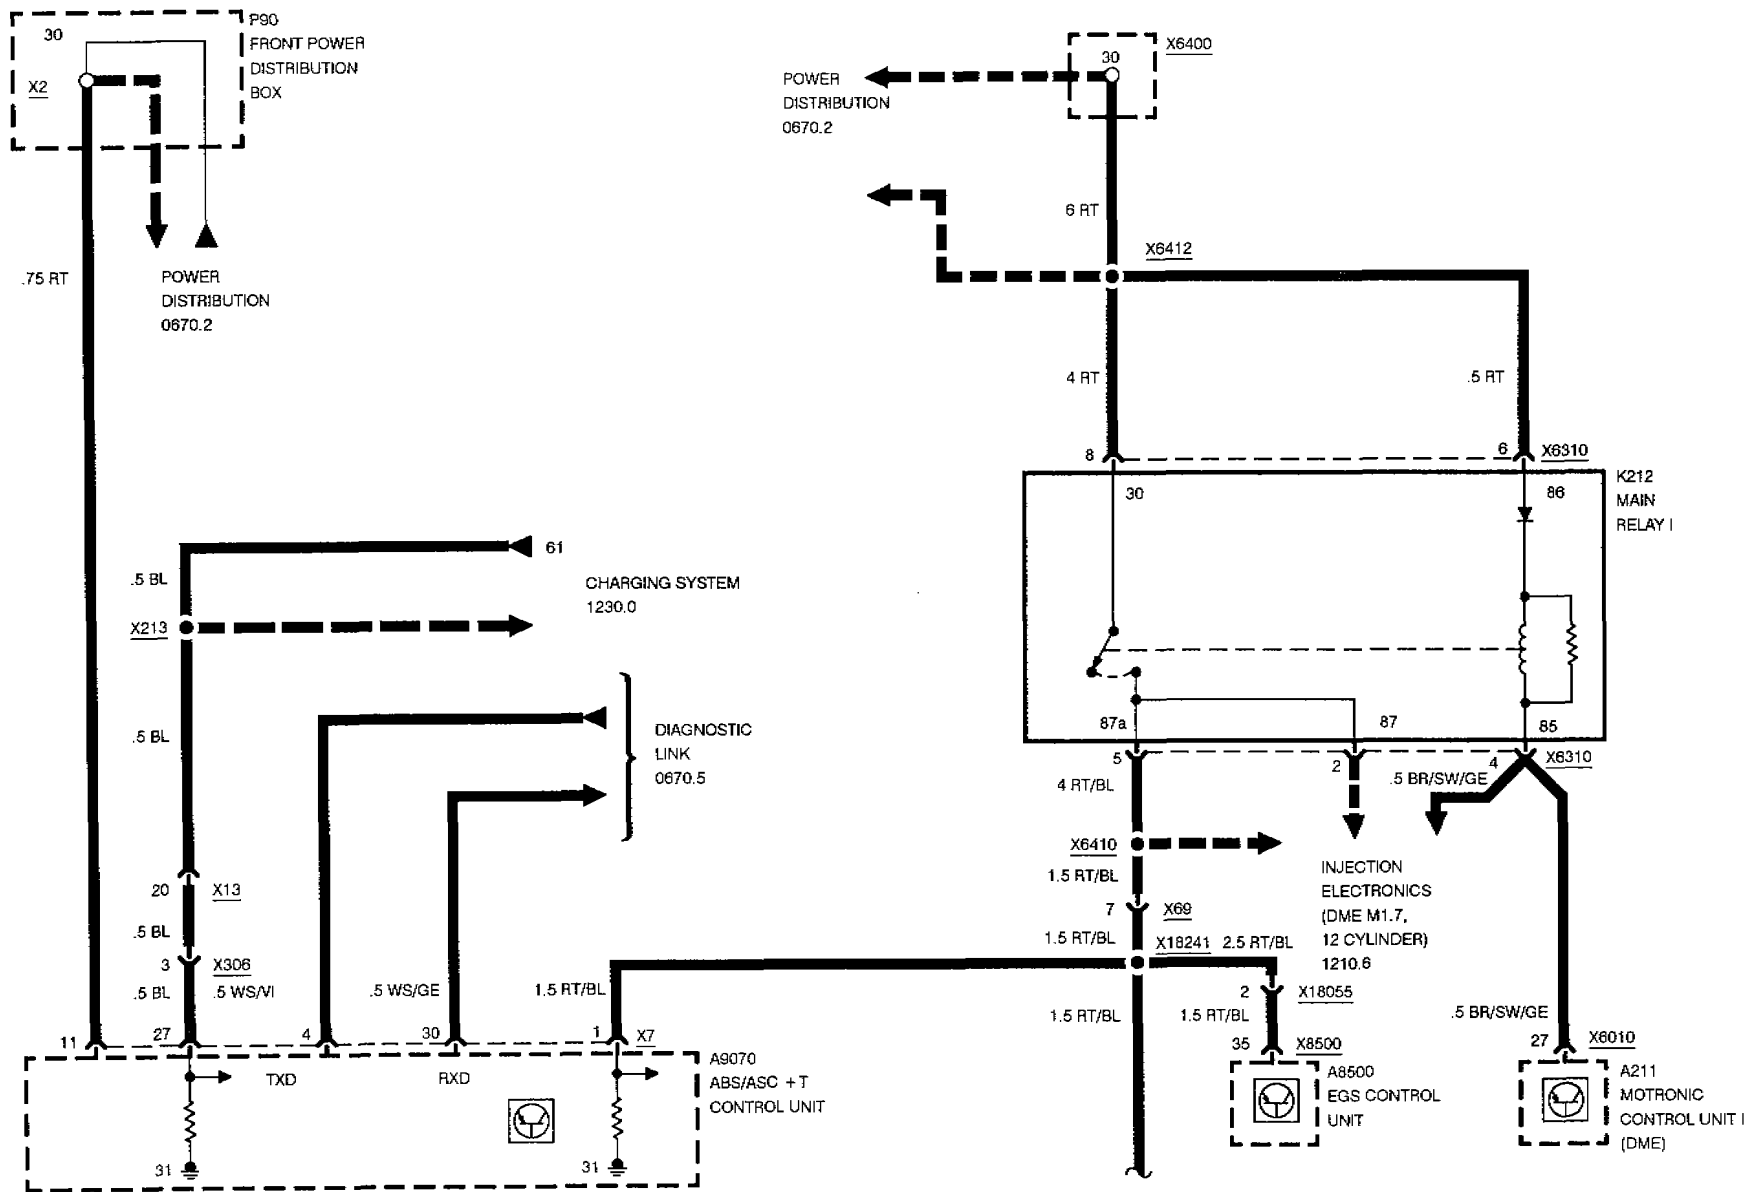 P90
FRONT POWER
DISTRIBUTION
BOX
30
X2
.75 RT
POWER
DISTRIBUTION
0670.2
61
.5 BL
CHARGING SYSTEM
1230.0
X213
.5 BL
DIAGNOSTIC
LINK
0670.5
20
X13
.5 BL
3
X306
.5 BL
.5 WS/VI
.5 WS/GE
1.5 RT/BL
11
27
4
30
1
X7
TXD
RXD
A9070
ABS/ASC +T
CONTROL UNIT
31
31
X6400
30
POWER
DISTRIBUTION
0670.2
6 RT
X6412
4 RT
.5 RT
8
6
X6310
K212
MAIN
RELAY I
30
86
87a
87
85
5
2
4
X6310
4 RT/BL
.5 BR/SW/GE
X6410
1.5 RT/BL
INJECTION
ELECTRONICS
(DME M1.7,
12 CYLINDER)
1210.6
7
X69
1.5 RT/BL
X18241
2.5 RT/BL
2
X18055
1.5 RT/BL
1.5 RT/BL
.5 BR/SW/GE
35
X8500
27
X6010
A8500
EGS CONTROL
UNIT
A211
MOTRONIC
CONTROL UNIT I
(DME)